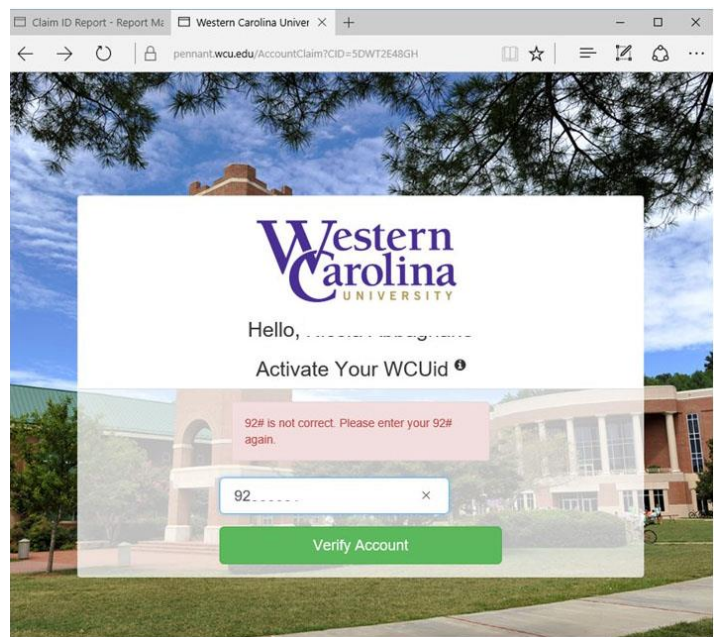 Claim ID Report - Report Ma
Western Carolina Univer
pennant.wcu.edu/AccountClaim?CID=5DWT2E48GH
Western
Carolina
UNIVERSITY
Hello,
Activate Your WCUid
92# is not correct. Please enter your 92#
again.
92
Verify Account